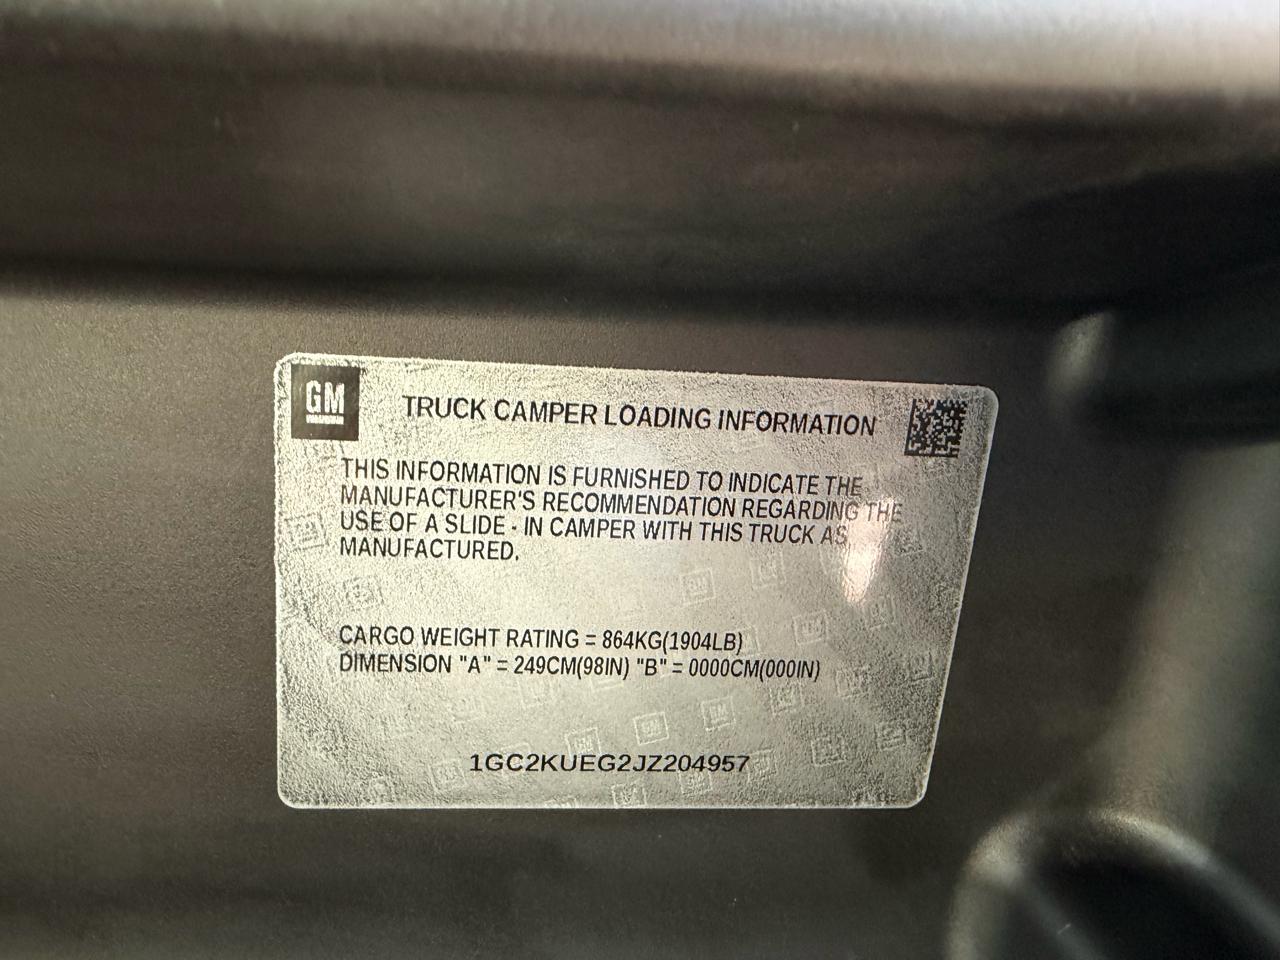 GM
TRUCK CAMPER LOADING INFORMATION
THIS INFORMATION IS FURNiSHED TO INDICATE THE
MANUFACTURER'S RECOMMENDATION REGARDING THE
USE OF A SLIDE - IN CAMPER WITH THIS TRUCK AS
MANUFACTURED.
CARGO WEIGHT RATING = 864KG(1904LB)
DIMENSION "A" = 249CM(98IN) "B" = 0000CM(000IN)
1GC2KUEG2JZ204957